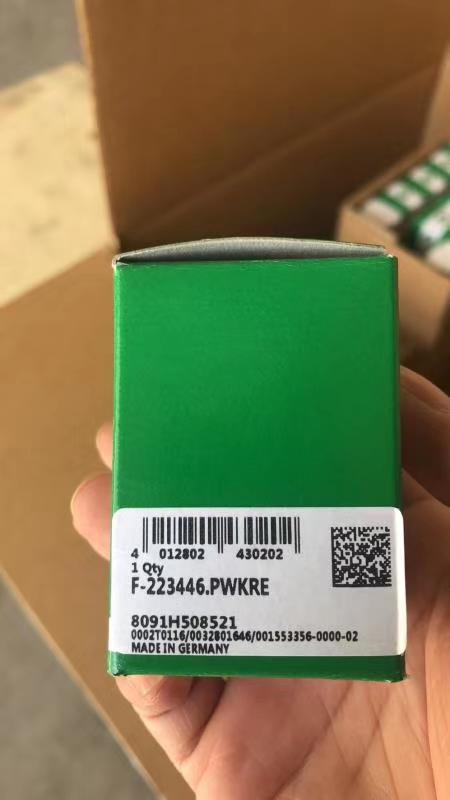 4 012802 430202
1 Qty
F-223446.PWKRE
8091H508521
0002T0116/0032801646/001553356-0000-02
MADE IN GERMANY